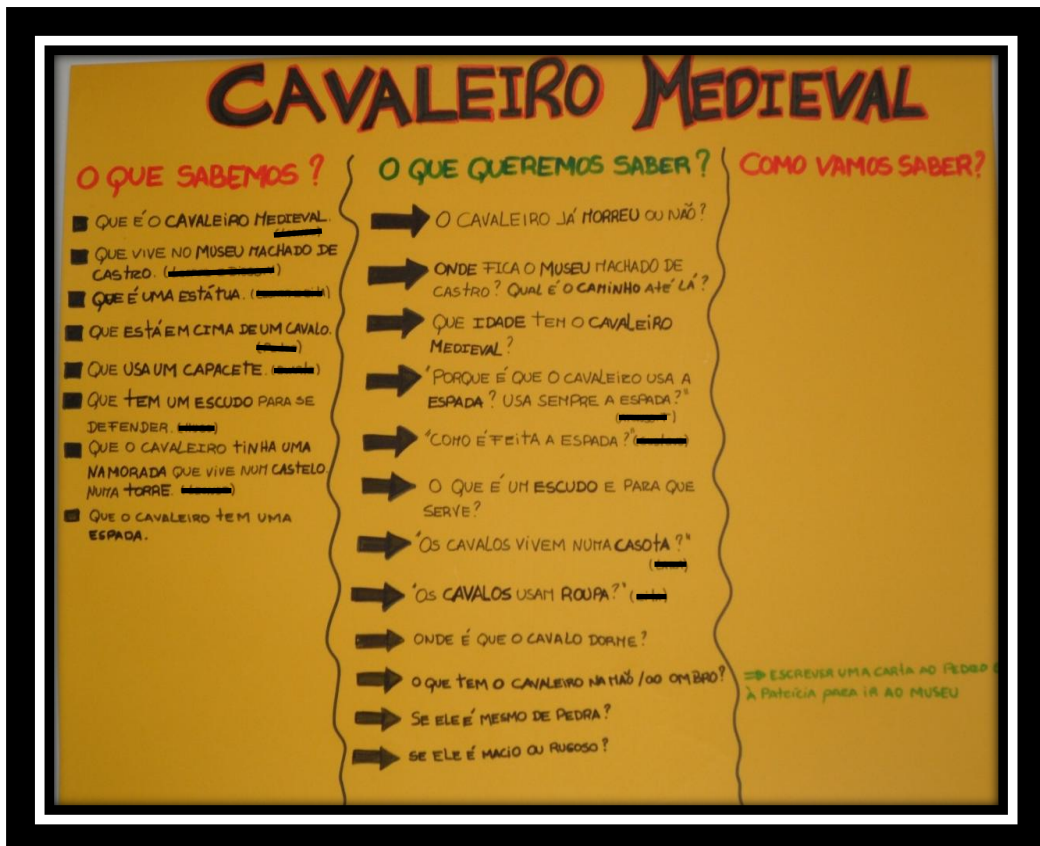 CAVALEIRO MEDIEVAL
O QUE SABEMOS?
QUE É O CAVALEIRO MEDIEVAL.
QUE VIVE NO MUSEU MACHADO DE
CASTRO.
QUE É UMA ESTÁTUA.
QUE ESTÁ EM CIMA DE UM CAVALO.
QUE USA UM CAPACETE.
QUE TEM UM ESCUDO PARA SE
DEFENDER.
QUE O CAVALEIRO TINHA UMA
NAMORADA QUE VIVE NUM CASTELO
NUMA TORRE.
QUE O CAVALEIRO TEM UMA
ESPADA.
O QUE QUEREMOS SABER?
O CAVALEIRO JÁ MORREU OU NÃO?
ONDE FICA O MUSEU MACHADO DE
CASTRO? QUAL É O CAMINHO ATÉ LÁ?
QUE IDADE TEM O CAVALEIRO
MEDIEVAL?
"PORQUE É QUE O CAVALEIRO USA A
ESPADA? USA SEMPRE A ESPADA?"
"COMO É FEITA A ESPADA?"
O QUE É UM ESCUDO E PARA QUE
SERVE?
"OS CAVALOS VIVEM NUMA CASOTA?"
"OS CAVALOS USAM ROUPA?"
ONDE É QUE O CAVALO DORME?
O QUE TEM O CAVALEIRO NA MÃO/OO OMBRO?
SE ELE É MESMO DE PEDRA?
SE ELE É MACIO OU RUGOSO?
COMO VAMOS SABER?
⇒ ESCREVER UMA CARTA AO PEDRO
À PATRÍCIA PARA IR AO MUSEU